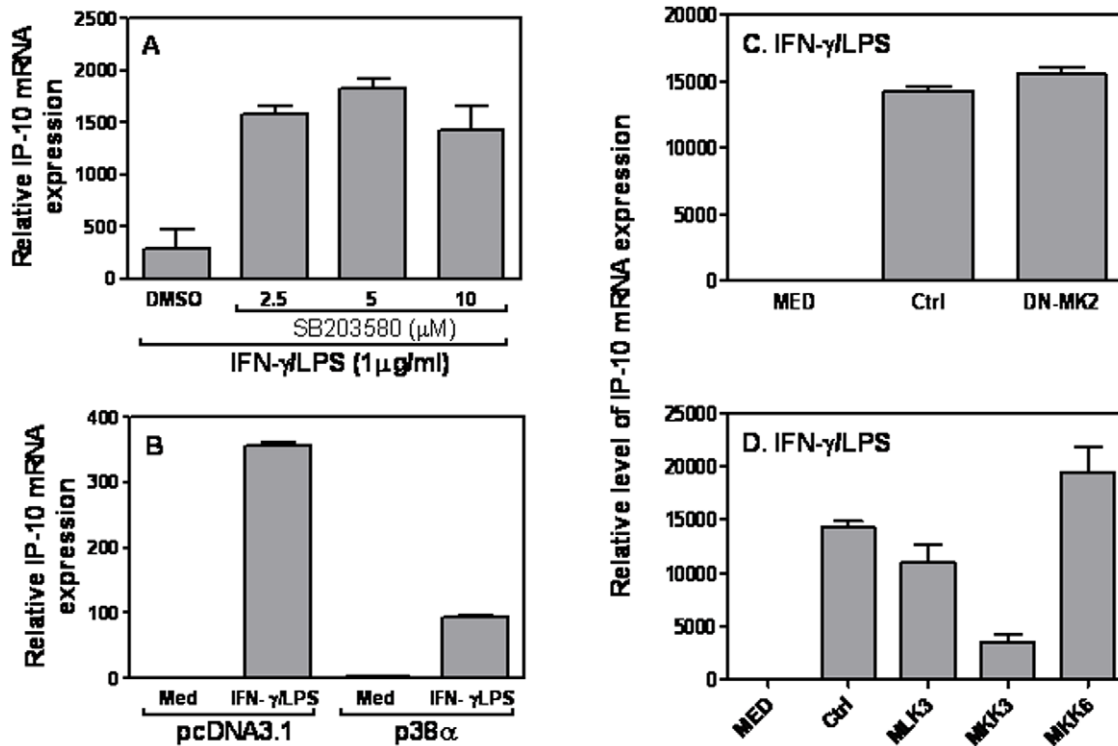 A
Relative IP-10 mRNA
expression
2500
2000
1500
1000
500
0
DMSO
2.5
5
10
SB203580 (μM)
IFN-γ/LPS (1μg/ml)
B
Relative IP-10 mRNA
expression
400
300
200
100
0
Med
IFN-γ/LPS
Med
IFN-γLPS
pcDNA3.1
p38α
Relative level of IP-10 mRNA expression
C. IFN-γ/LPS
20000
15000
10000
5000
0
MED
Ctrl
DN-MK2
D. IFN-γ/LPS
25000
20000
15000
10000
5000
0
MED
Ctrl
MLK3
MKK3
MKK6